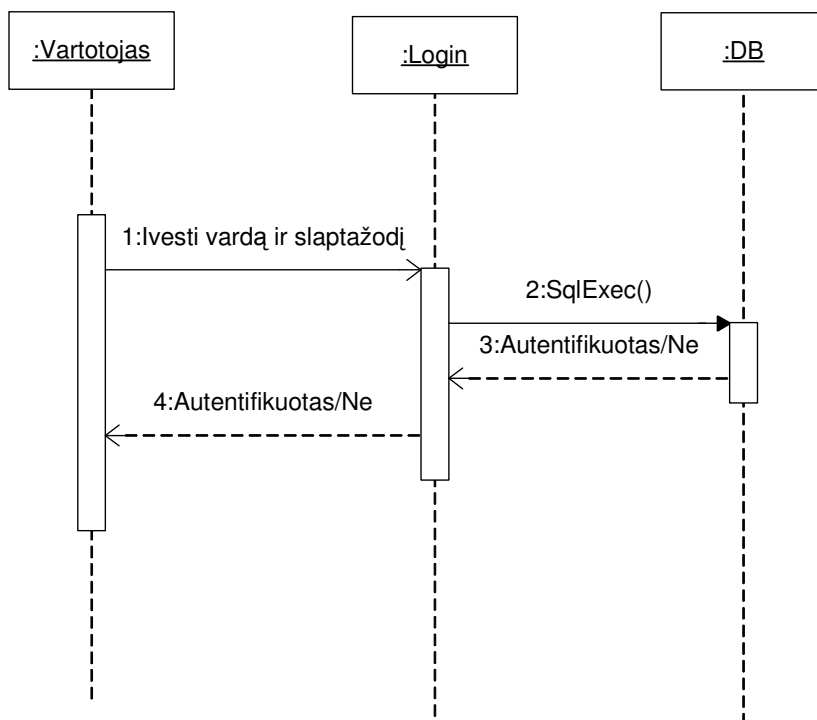 :Vartotojas
:Login
:DB
1:Ivesti vardą ir slaptažodį
2:SqlExec()
3:Autentifikuotas/Ne
4:Autentifikuotas/Ne